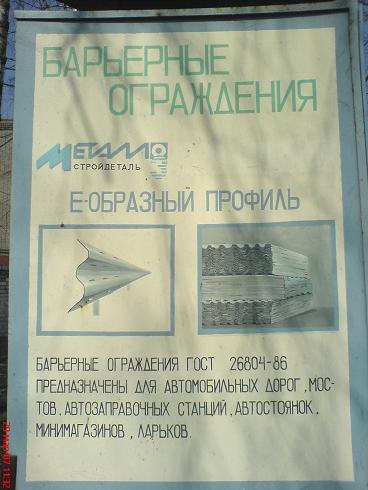 БАРЬЕРНЫЕ
ОГРАЖДЕНИЯ
МЕТАЛЛО
СТРОЙДЕТАЛЬ
Е-ОБРАЗНЫЙ ПРОФИЛЬ
БАРЬЕРНЫЕ ОГРАЖДЕНИЯ ГОСТ 26804-86
ПРЕДНАЗНАЧЕНЫ ДЛЯ АВТОМОБИЛЬНЫХ ДОРОГ, МОС-
ТОВ, АВТОЗАПРАВОЧНЫХ СТАНЦИЙ, АВТОСТОЯНОК,
МИНИМАГАЗИНОВ, ЛАРЬКОВ.